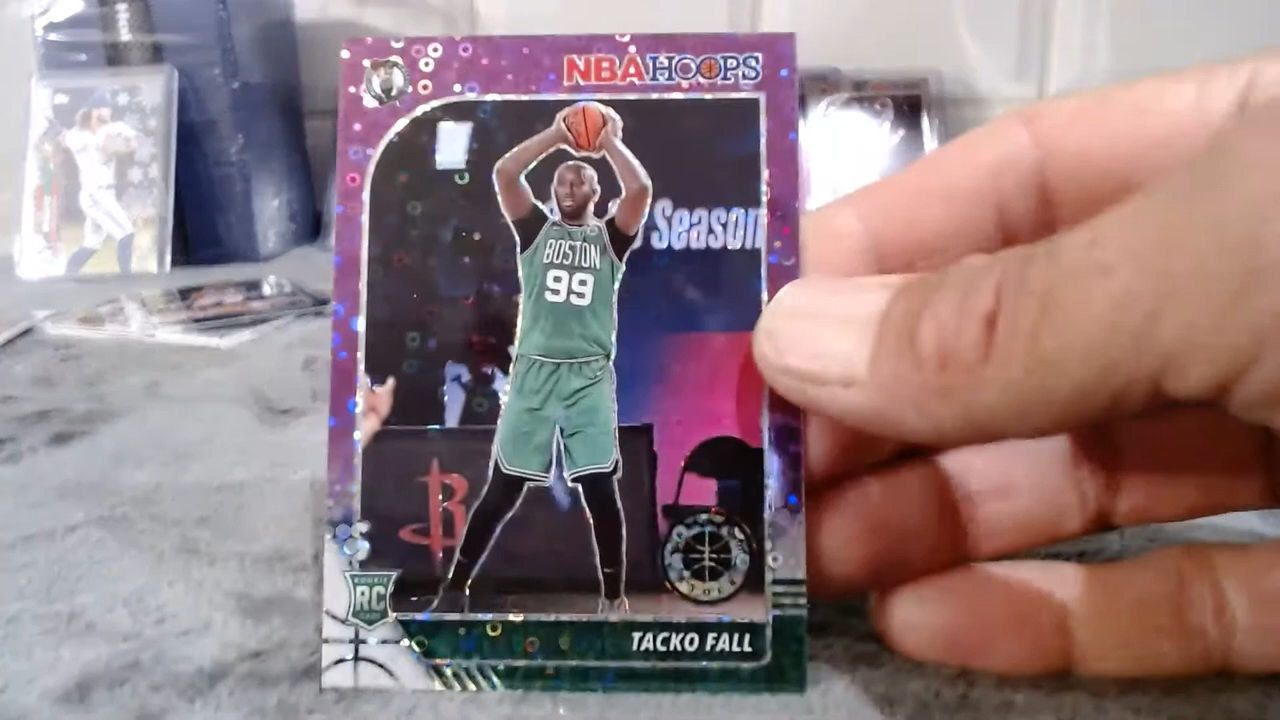 NBA HOOPS
Season
BOSTON
99
R
ROOKIE
RC
TACKO FALL